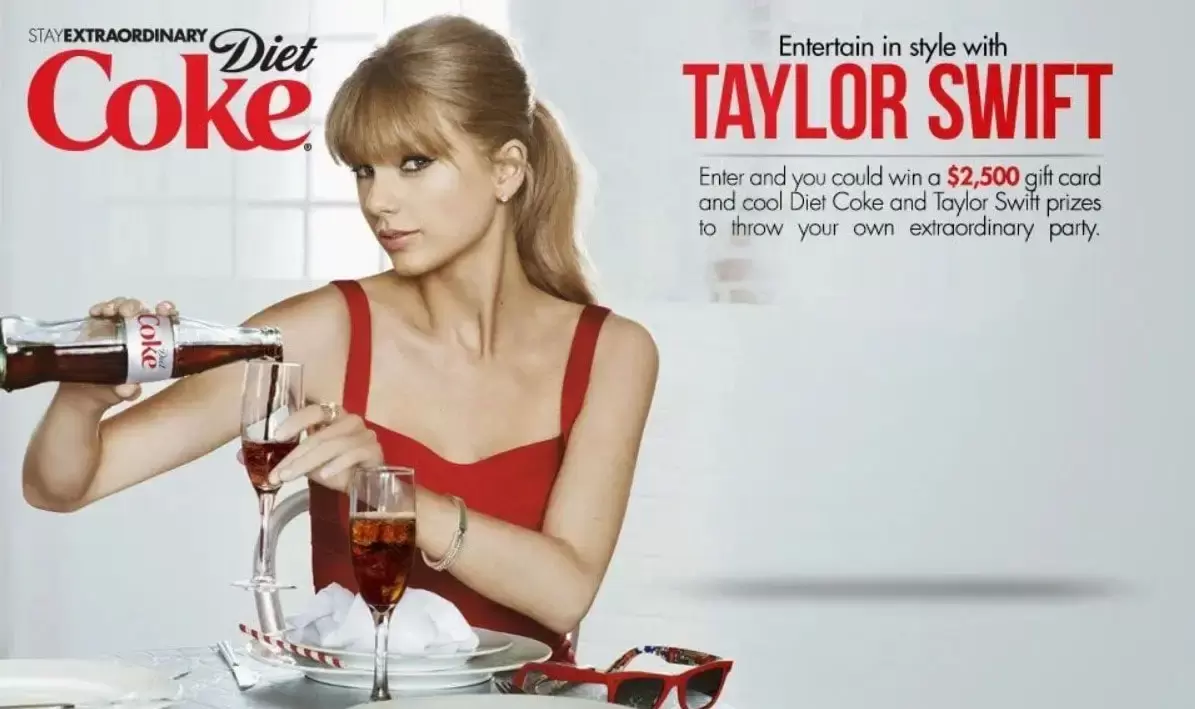 STAYEXTRAORDINARY
Diet
Coke®
Entertain in style with
TAYLOR SWIFT
Enter and you could win a $2,500 gift card
and cool Diet Coke and Taylor Swift prizes
to throw your own extraordinary party.
Coke
Diet